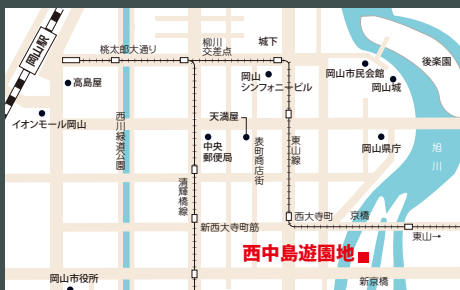 岡山駅
桃太郎大通り
柳川
交差点
城下
後楽園
高島屋
岡山
シンフォニービル
岡山市民会館
岡山城
イオンモール岡山
西川緑道公園
天満屋
中央
郵便局
表町商店街
東山線
岡山県庁
旭川
清輝橋線
新西大寺町筋
西大寺町
京橋
東山→
西中島遊園地
岡山市役所
新京橋